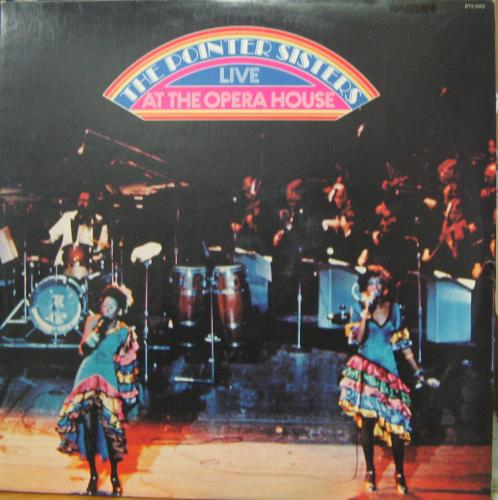 THE POINTER SISTERS
LIVE
AT THE OPERA HOUSE